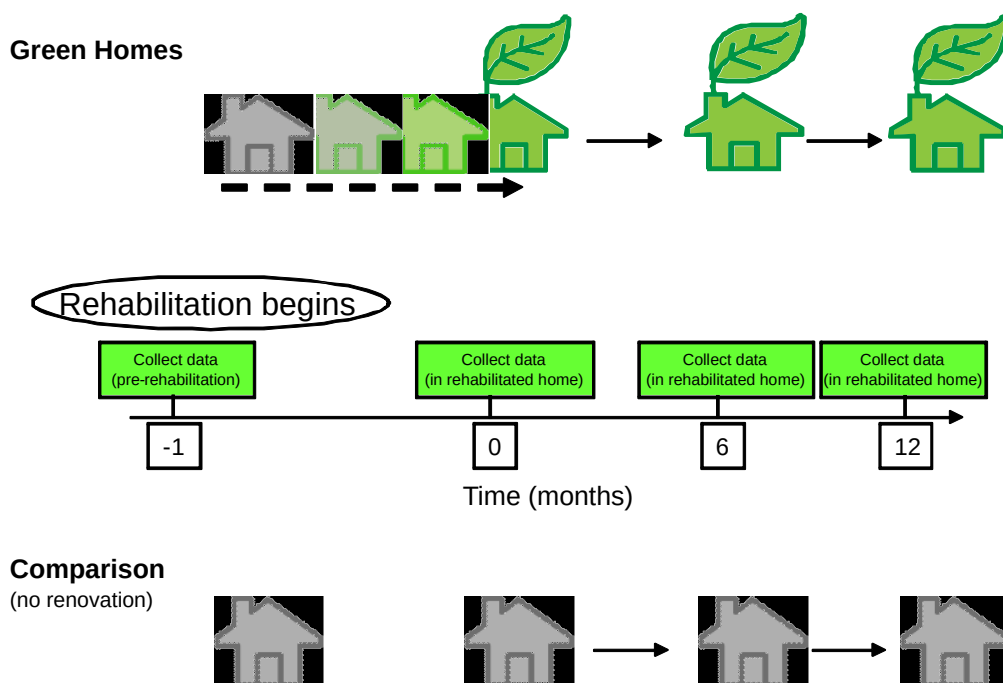 Green Homes
Rehabilitation begins
Collect data
(pre-rehabilitation)
Collect data
(in rehabilitated home)
Collect data
(in rehabilitated home)
Collect data
(in rehabilitated home)
-1
0
6
12
Time (months)
Comparison
(no renovation)